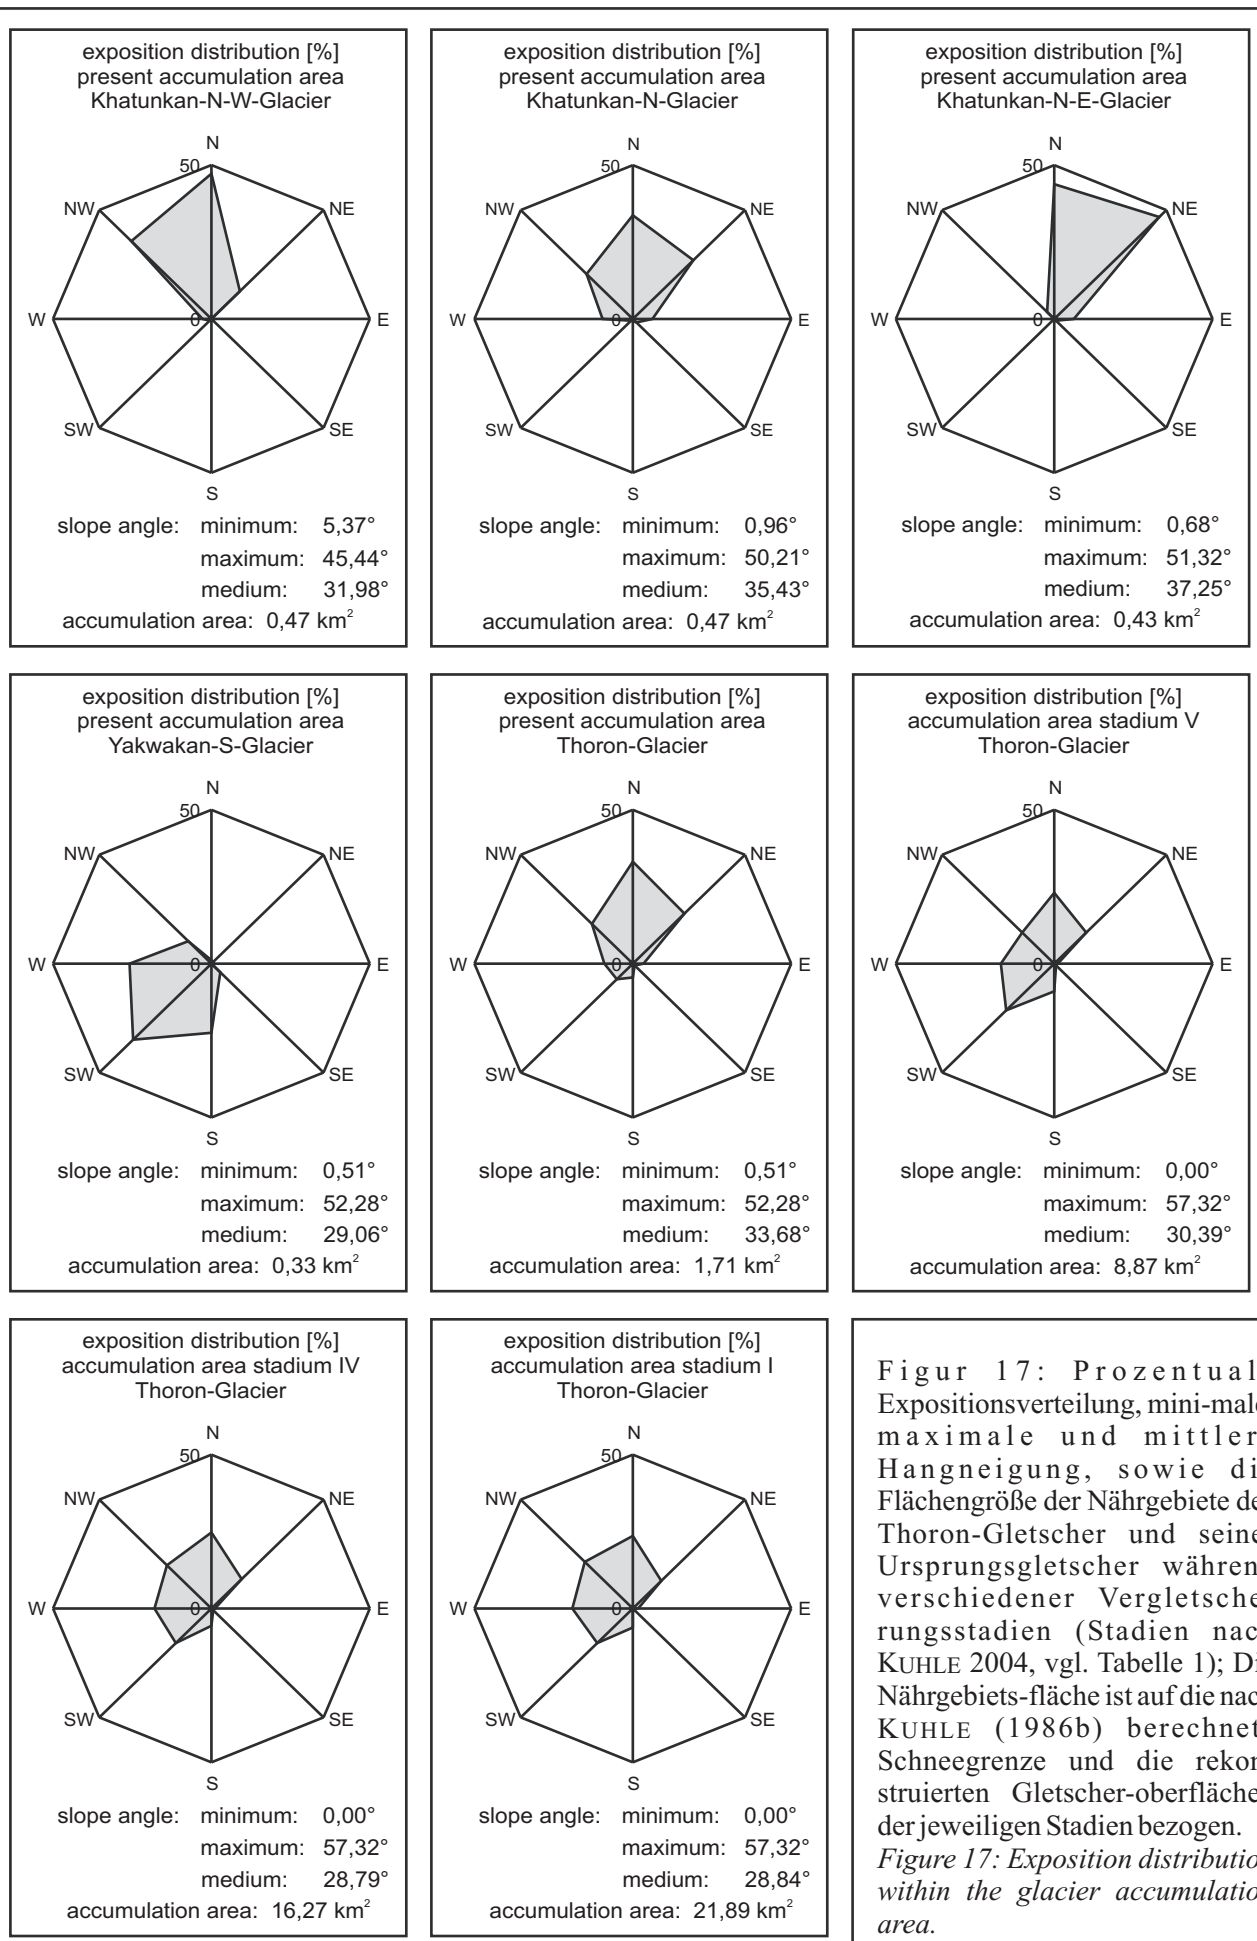 exposition distribution [%]
present accumulation area
Khatunkan-N-W-Glacier
N
50
NW
NE
W
0
E
SW
SE
S
slope angle: minimum: 5,37°
maximum: 45,44°
medium: 31,98°
accumulation area: 0,47 km²
exposition distribution [%]
present accumulation area
Khatunkan-N-Glacier
N
50
NW
NE
W
0
E
SW
SE
S
slope angle: minimum: 0,96°
maximum: 50,21°
medium: 35,43°
accumulation area: 0,47 km²
exposition distribution [%]
present accumulation area
Khatunkan-N-E-Glacier
N
50
NW
NE
W
0
E
SW
SE
S
slope angle: minimum: 0,68°
maximum: 51,32°
medium: 37,25°
accumulation area: 0,43 km²
exposition distribution [%]
present accumulation area
Yakwakan-S-Glacier
N
50
NW
NE
W
0
E
SW
SE
S
slope angle: minimum: 0,51°
maximum: 52,28°
medium: 29,06°
accumulation area: 0,33 km²
exposition distribution [%]
present accumulation area
Thoron-Glacier
N
50
NW
NE
W
0
E
SW
SE
S
slope angle: minimum: 0,51°
maximum: 52,28°
medium: 33,68°
accumulation area: 1,71 km²
exposition distribution [%]
accumulation area stadium V
Thoron-Glacier
N
50
NW
NE
W
0
E
SW
SE
S
slope angle: minimum: 0,00°
maximum: 57,32°
medium: 30,39°
accumulation area: 8,87 km²
exposition distribution [%]
accumulation area stadium IV
Thoron-Glacier
N
50
NW
NE
W
0
E
SW
SE
S
slope angle: minimum: 0,00°
maximum: 57,32°
medium: 28,79°
accumulation area: 16,27 km²
exposition distribution [%]
accumulation area stadium I
Thoron-Glacier
N
50
NW
NE
W
0
E
SW
SE
S
slope angle: minimum: 0,00°
maximum: 57,32°
medium: 28,84°
accumulation area: 21,89 km²
Figur 17: Prozentual
Expositionsverteilung, mini-male
maximale und mittler
Hangneigung, sowie di
Flächengröße der Nährgebiete de
Thoron-Gletscher und seine
Ursprungsgletscher währen
verschiedener Vergletsche
rungsstadien (Stadien nac
KUHLE 2004, vgl. Tabelle 1); Di
Nährgebiets-fläche ist auf die nac
KUHLE (1986b) berechnet
Schneegrenze und die rekon
struierten Gletscher-oberfläche
der jeweiligen Stadien bezogen.
Figure 17: Exposition distributio
within the glacier accumulatio
area.